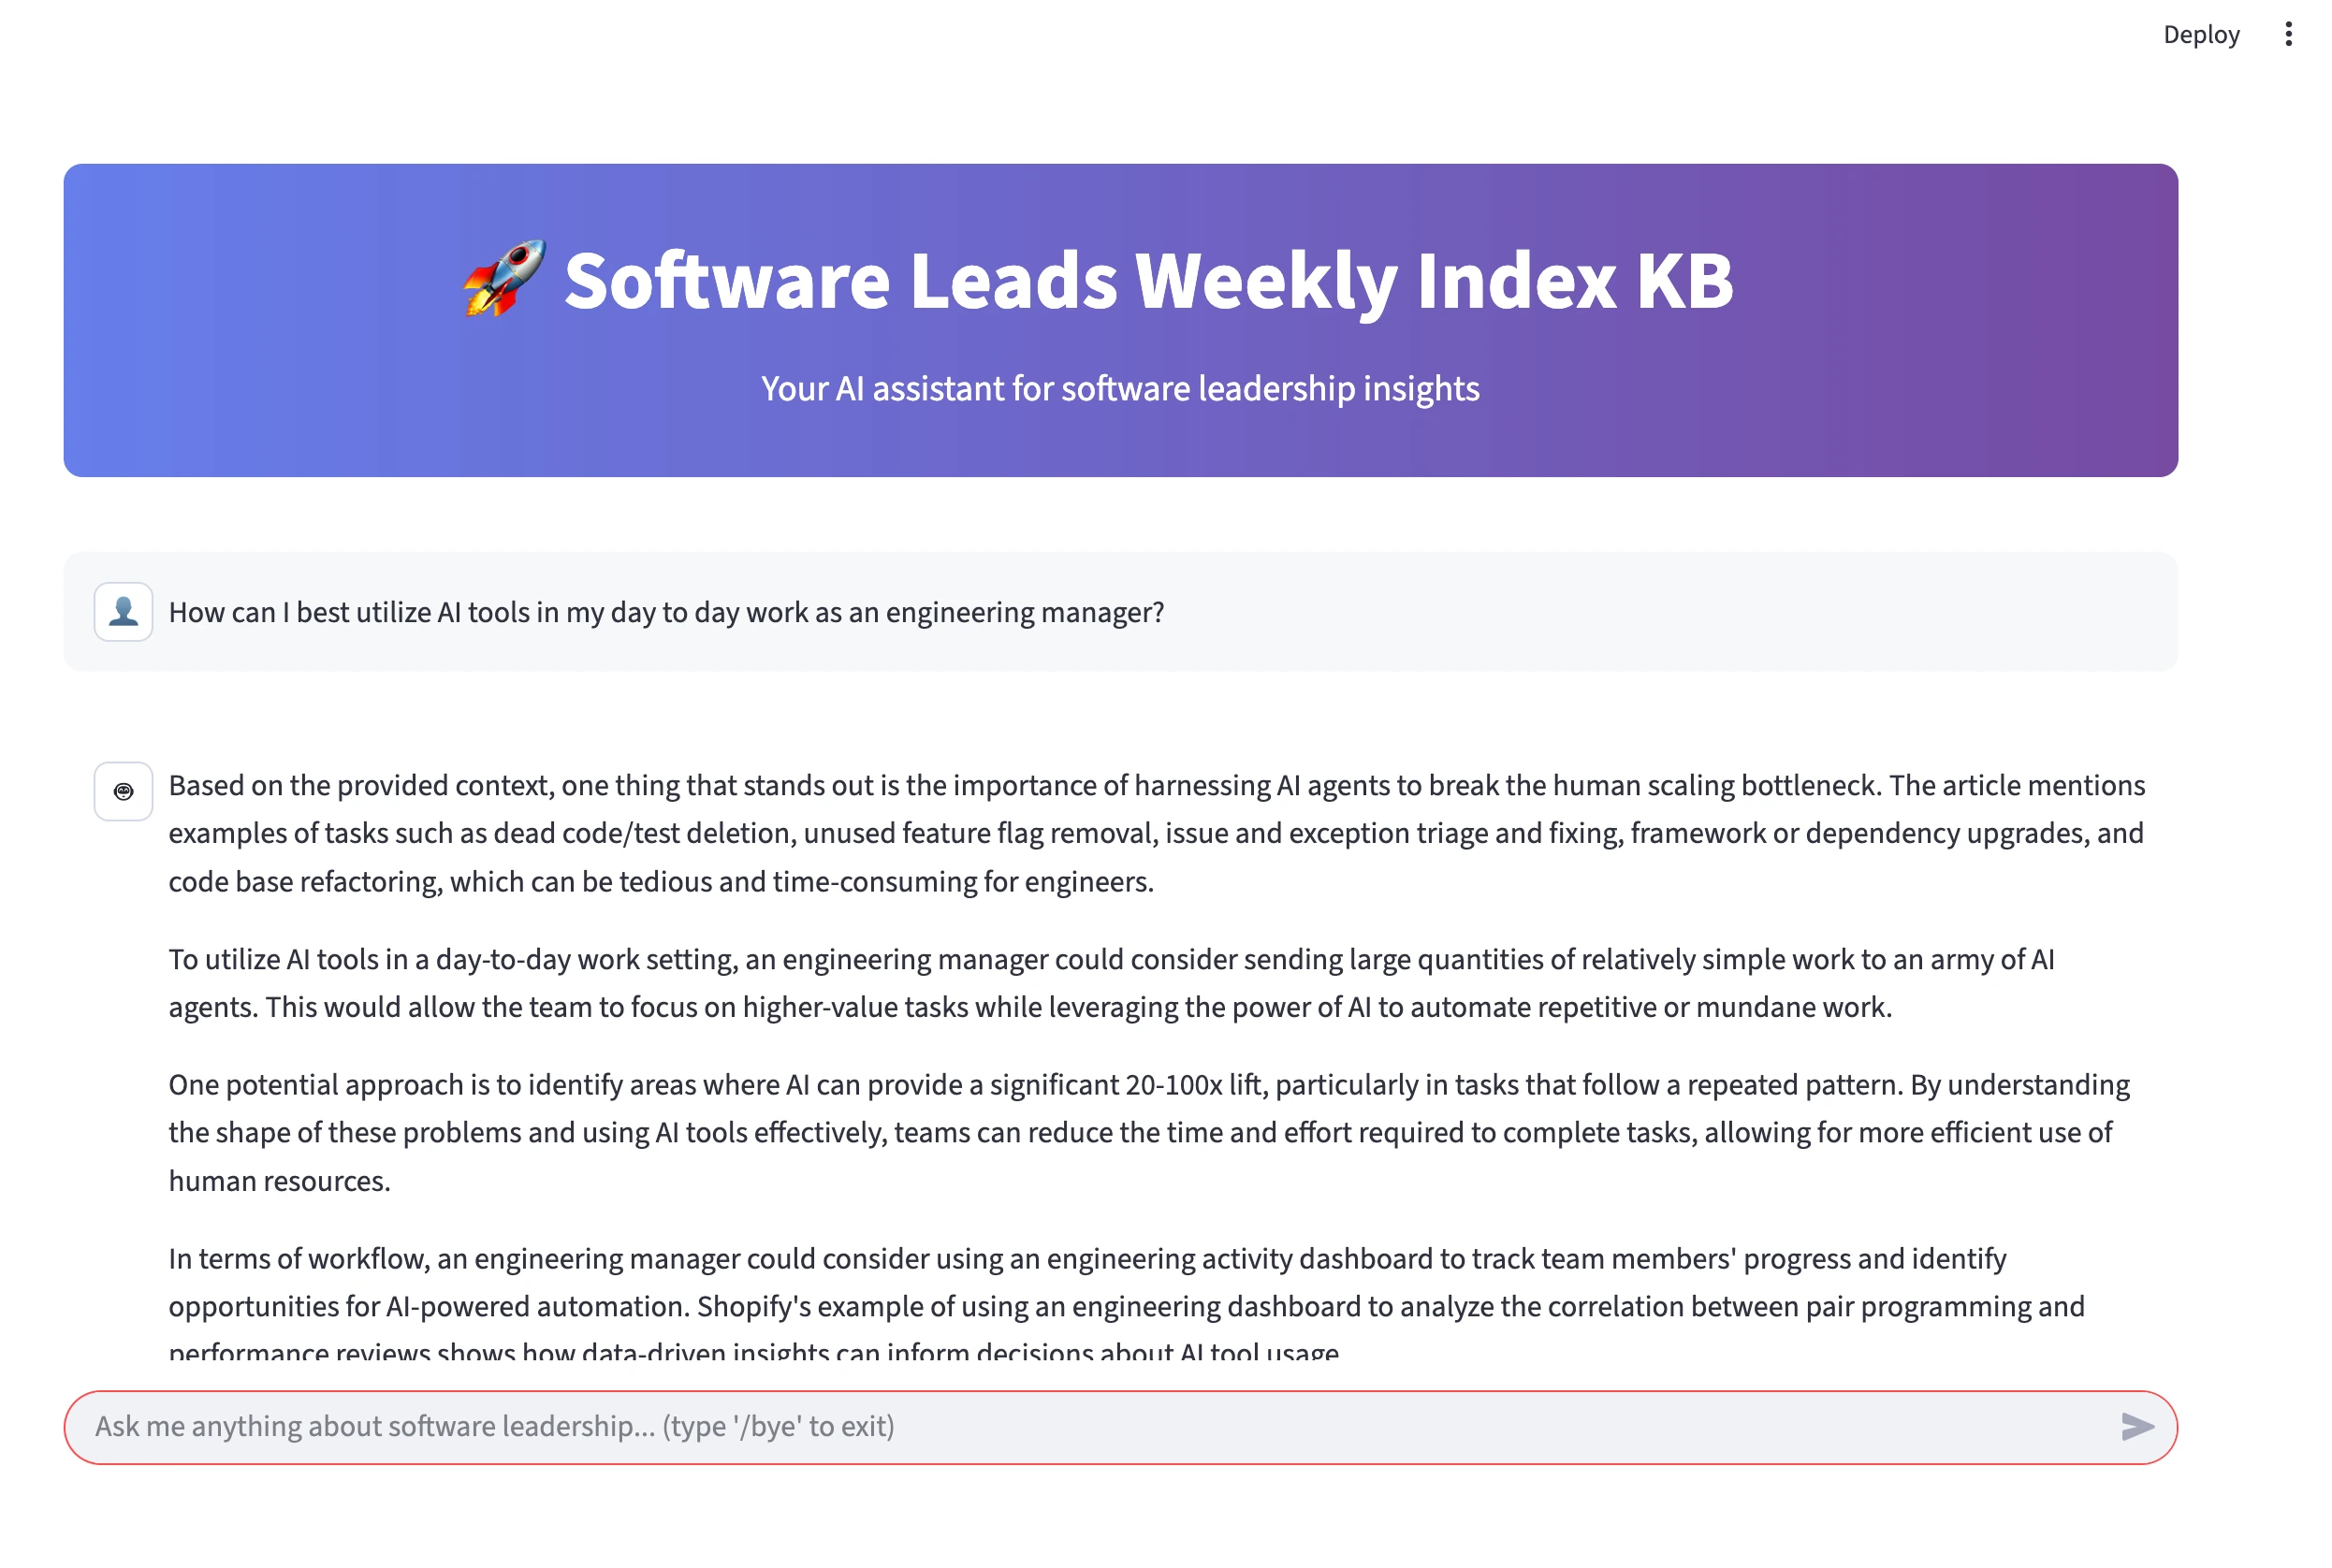 Deploy
Software Leads Weekly Index KB
Your AI assistant for software leadership insights
How can I best utilize AI tools in my day to day work as an engineering manager?
Based on the provided context, one thing that stands out is the importance of harnessing AI agents to break the human scaling bottleneck. The article mentions
examples of tasks such as dead code/test deletion, unused feature flag removal, issue and exception triage and fixing, framework or dependency upgrades, and
code base refactoring, which can be tedious and time-consuming for engineers.
To utilize AI tools in a day-to-day work setting, an engineering manager could consider sending large quantities of relatively simple work to an army of AI
agents. This would allow the team to focus on higher-value tasks while leveraging the power of AI to automate repetitive or mundane work.
One potential approach is to identify areas where AI can provide a significant 20-100x lift, particularly in tasks that follow a repeated pattern. By understanding
the shape of these problems and using AI tools effectively, teams can reduce the time and effort required to complete tasks, allowing for more efficient use of
human resources.
In terms of workflow, an engineering manager could consider using an engineering activity dashboard to track team members' progress and identify
opportunities for AI-powered automation. Shopify's example of using an engineering dashboard to analyze the correlation between pair programming and
performance reviews shows how data-driven insights can inform decisions about AI tool usage
Ask me anything about software leadership... (type '/bye' to exit)